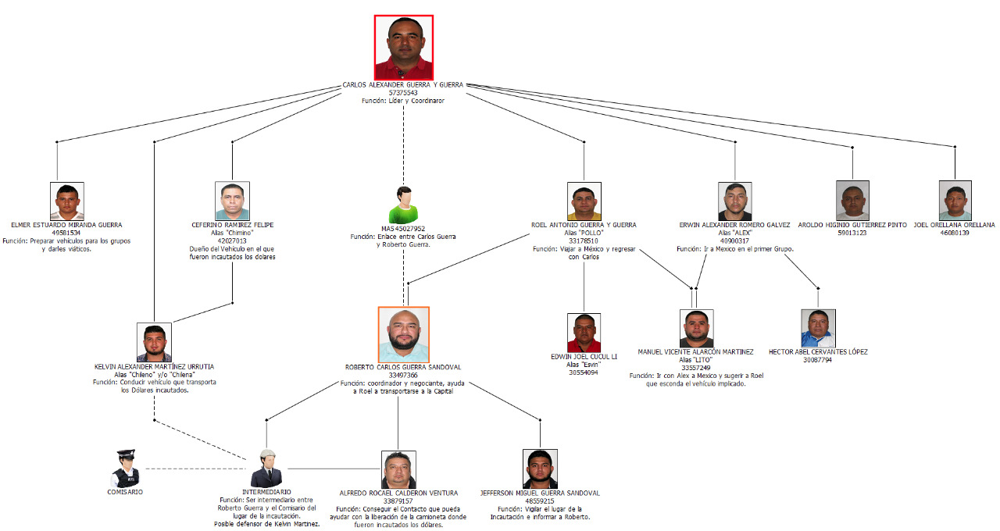 CARLOS ALEXANDER GUERRA Y GUERRA
57375543
Función: Líder y Coordinaror
ELMER ESTUARDO MIRANDA GUERRA
49581534
Función: Preparar vehículos para los grupos
y darles viáticos.
CEFERINO RAMIREZ FELIPE
Alias "Chimino"
42027013
Dueño del Vehículo en el que
fueron incautados los dolares
MAS 45027952
Función: Enlace entre Carlos Guerra
y Roberto Guerra.
ROEL ANTONIO GUERRA Y GUERRA
Alias "POLLO"
33178510
Función: Viajar a México y regresar
con Carlos
ERWIN ALEXANDER ROMERO GALVEZ
Alias "ALEX"
40900317
Función: Ir a Mexico en el primer Grupo.
AROLDO HIGINIO GUTIERREZ PINTO
59013123
JOEL ORELLANA ORELLANA
46080139
KELVIN ALEXANDER MARTÍNEZ URRUTIA
Alias "Chileno" y/o "Chilena"
Función: Conducir vehículo que transporta
los Dólares incautados.
ROBERTO CARLOS GUERRA SANDOVAL
33497366
Función: coordinador y negociante, ayuda
a Roel a transportarse a la Capital
EDWIN JOEL CUCUL LI
Alias "Esvin"
30554094
MANUEL VICENTE ALARCÓN MARTINEZ
Alias "LITO"
33557249
Función: Ir con Alex a Mexico y sugerir a Roel
que esconda el vehículo implicado.
HECTOR ABEL CERVANTES LÓPEZ
30087794
COMISARIO
INTERMEDIARIO
Función: Ser intermediario entre
Roberto Guerra y el Comisario del
lugar de la incautación.
Posible defensor de Kelvin Martinez.
ALFREDO ROCAEL CALDERON VENTURA
33879157
Función: Conseguir el Contacto que pueda
ayudar con la liberación de la camioneta donde
fueron incautados los dólares.
JEFFERSON MIGUEL GUERRA SANDOVAL
48559215
Función: Vigilar el lugar de la
Incautación e informar a Roberto.